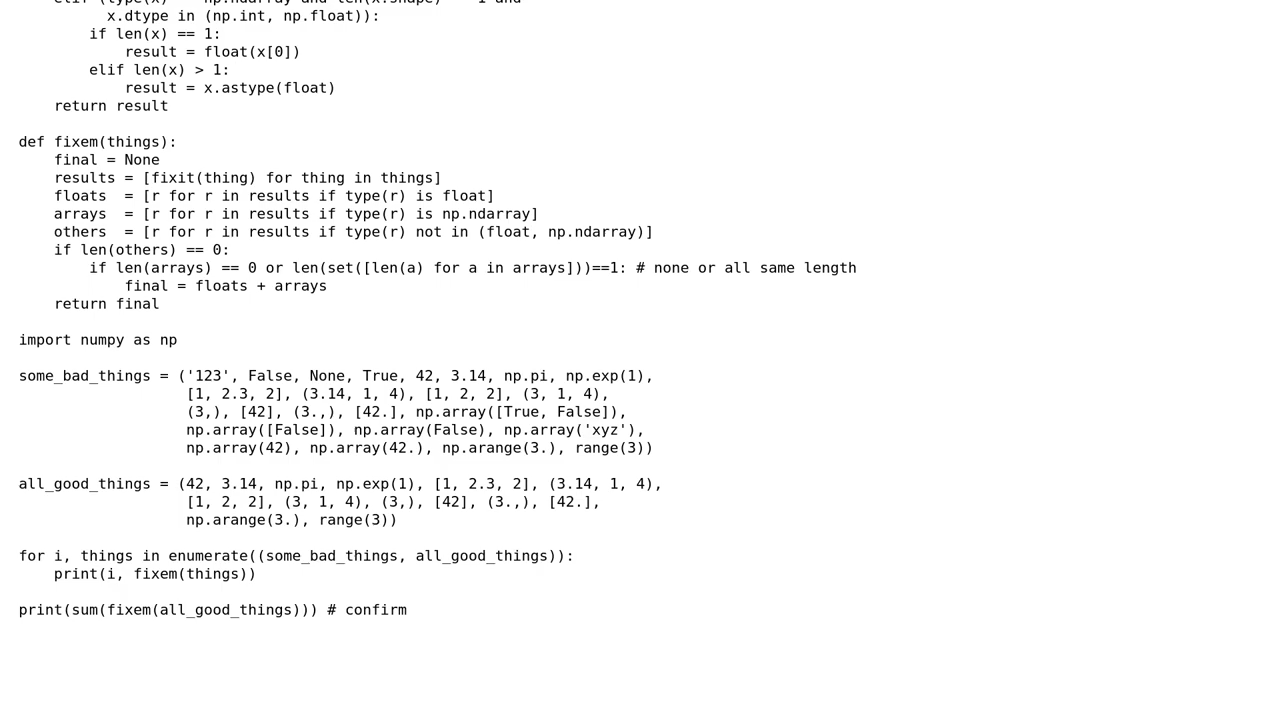 elif (type(x) == np.ndarray and len(x.shape) == 1 and
x.dtype in (np.int, np.float)):
if len(x) == 1:
result = float(x[0])
elif len(x) > 1:
result = x.astype(float)
return result
def fixem(things):
final = None
results = [fixit(thing) for thing in things]
floats  = [r for r in results if type(r) is float]
arrays  = [r for r in results if type(r) is np.ndarray]
others  = [r for r in results if type(r) not in (float, np.ndarray)]
if len(others) == 0:
if len(arrays) == 0 or len(set([len(a) for a in arrays]))==1: # none or all same length
final = floats + arrays
return final
import numpy as np
some_bad_things = ('123', False, None, True, 42, 3.14, np.pi, np.exp(1),
[1, 2.3, 2], (3.14, 1, 4), [1, 2, 2], (3, 1, 4),
(3,), [42], (3.,), [42.], np.array([True, False]),
np.array([False]), np.array(False), np.array('xyz'),
np.array(42), np.array(42.), np.arange(3.), range(3))
all_good_things = (42, 3.14, np.pi, np.exp(1), [1, 2.3, 2], (3.14, 1, 4),
[1, 2, 2], (3, 1, 4), (3,), [42], (3.,), [42.],
np.arange(3.), range(3))
for i, things in enumerate((some_bad_things, all_good_things)):
print(i, fixem(things))
print(sum(fixem(all_good_things))) # confirm